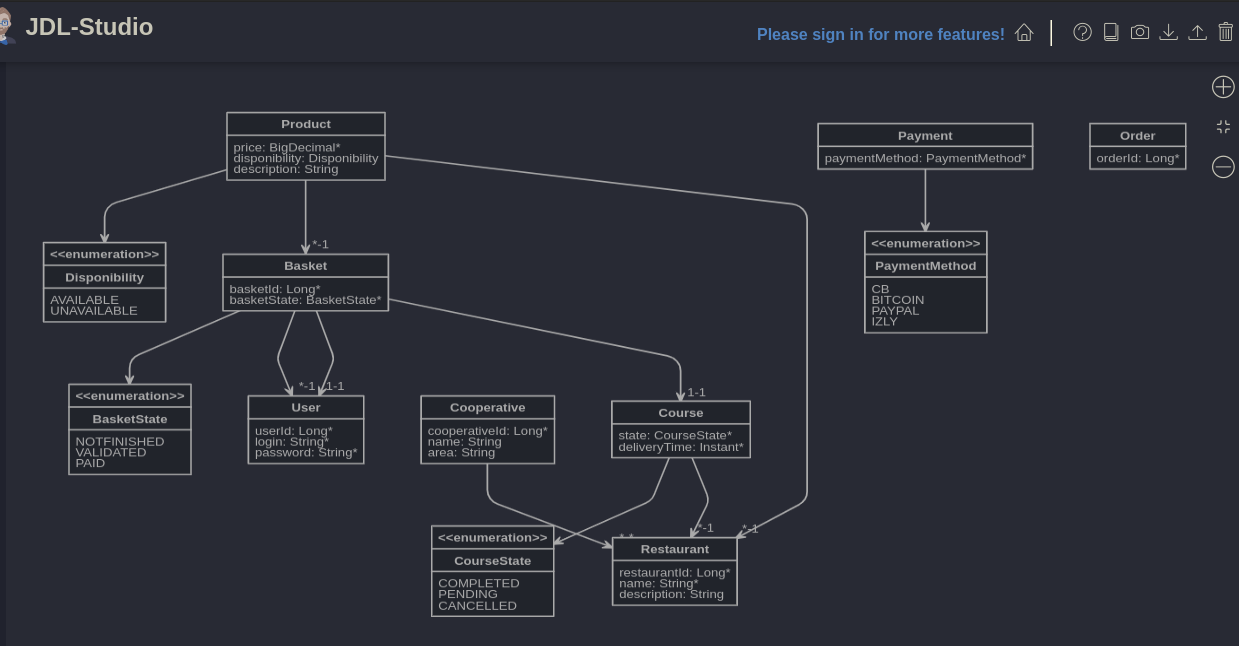 JDL-Studio
Please sign in for more features!
Product
price: BigDecimal*
disponibility: Disponibility
description: String
Payment
paymentMethod: PaymentMethod*
Order
orderId: Long*
*-1
<<enumeration>>
Disponibility
AVAILABLE
UNAVAILABLE
Basket
basketId: Long*
basketState: BasketState*
<<enumeration>>
PaymentMethod
CB
BITCOIN
PAYPAL
IZLY
*-1
1-1
1-1
<<enumeration>>
BasketState
NOTFINISHED
VALIDATED
PAID
User
userId: Long*
login: String*
password: String*
Cooperative
cooperativeId: Long*
name: String
area: String
Course
state: CourseState*
deliveryTime: Instant*
*-*
*-1
*-1
<<enumeration>>
CourseState
COMPLETED
PENDING
CANCELLED
Restaurant
restaurantId: Long*
name: String*
description: String